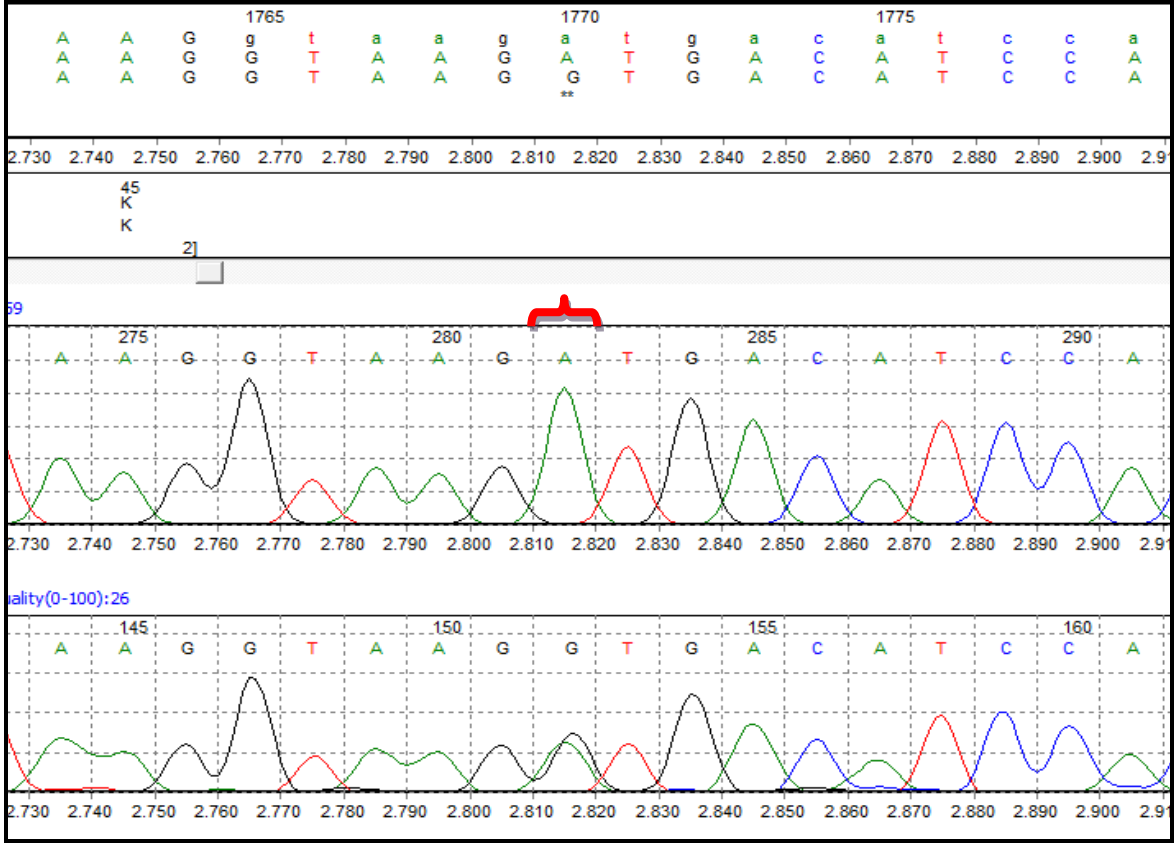 1765 1770 1775
A A G g t a a g a t g a c a t c c a
A A G G T A A G A T G A C A T C C A
A A G G T A A G G T G A C A T C C A
**
2.730 2.740 2.750 2.760 2.770 2.780 2.790 2.800 2.810 2.820 2.830 2.840 2.850 2.860 2.870 2.880 2.890 2.900 2.91
45
K
K
2]
59
275 280 285 290
A A G G T A A G A T G A C A T C C A
2.730 2.740 2.750 2.760 2.770 2.780 2.790 2.800 2.810 2.820 2.830 2.840 2.850 2.860 2.870 2.880 2.890 2.900 2.91
uality(0-100):26
145 150 155 160
A A G G T A A G G T G A C A T C C A
2.730 2.740 2.750 2.760 2.770 2.780 2.790 2.800 2.810 2.820 2.830 2.840 2.850 2.860 2.870 2.880 2.890 2.900 2.91